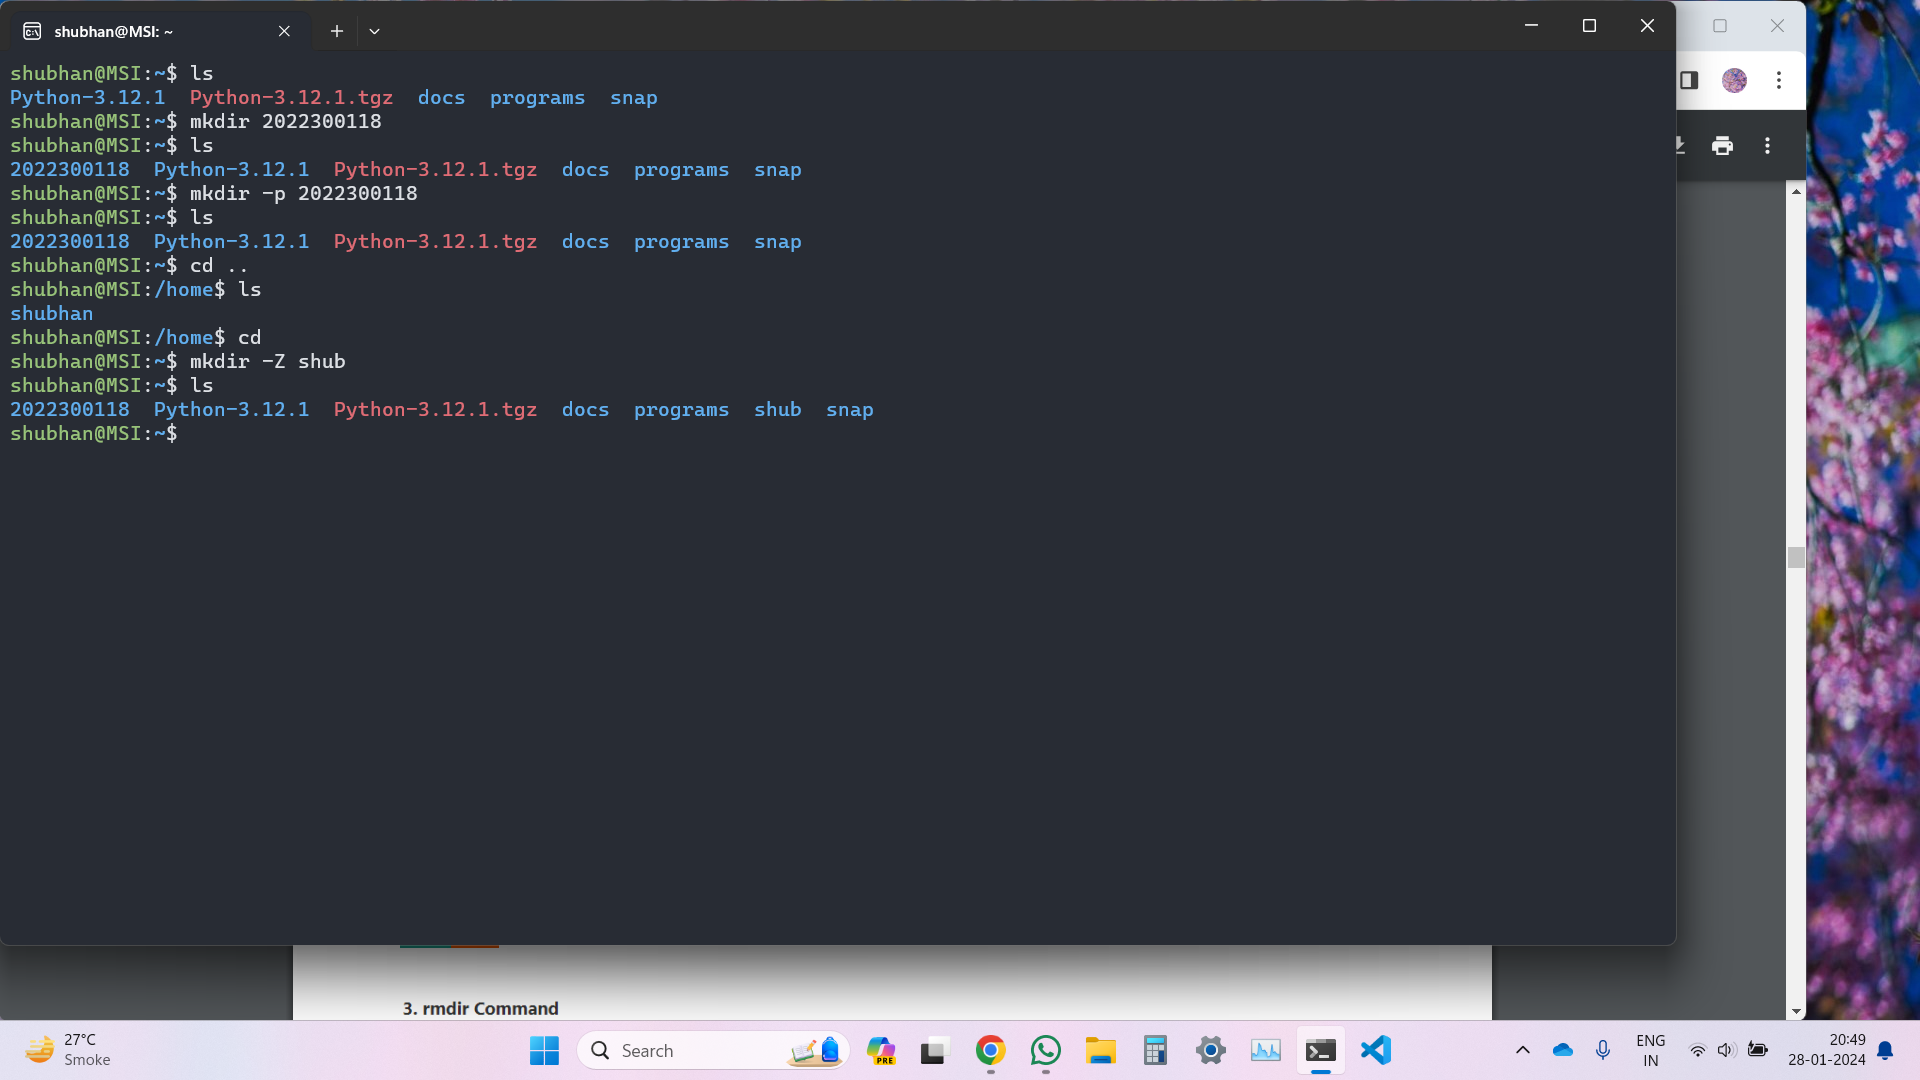 shubhan@MSI: ~
shubhan@MSI:~$ ls
Python-3.12.1  Python-3.12.1.tgz  docs  programs  snap
shubhan@MSI:~$ mkdir 2022300118
shubhan@MSI:~$ ls
2022300118  Python-3.12.1  Python-3.12.1.tgz  docs  programs  snap
shubhan@MSI:~$ mkdir -p 2022300118
shubhan@MSI:~$ ls
2022300118  Python-3.12.1  Python-3.12.1.tgz  docs  programs  snap
shubhan@MSI:~$ cd ..
shubhan@MSI:/home$ ls
shubhan
shubhan@MSI:/home$ cd
shubhan@MSI:~$ mkdir -Z shub
shubhan@MSI:~$ ls
2022300118  Python-3.12.1  Python-3.12.1.tgz  docs  programs  shub  snap
shubhan@MSI:~$
3. rmdir Command
27°C
Smoke
Search
PRE
ENG
IN
20:49
28-01-2024